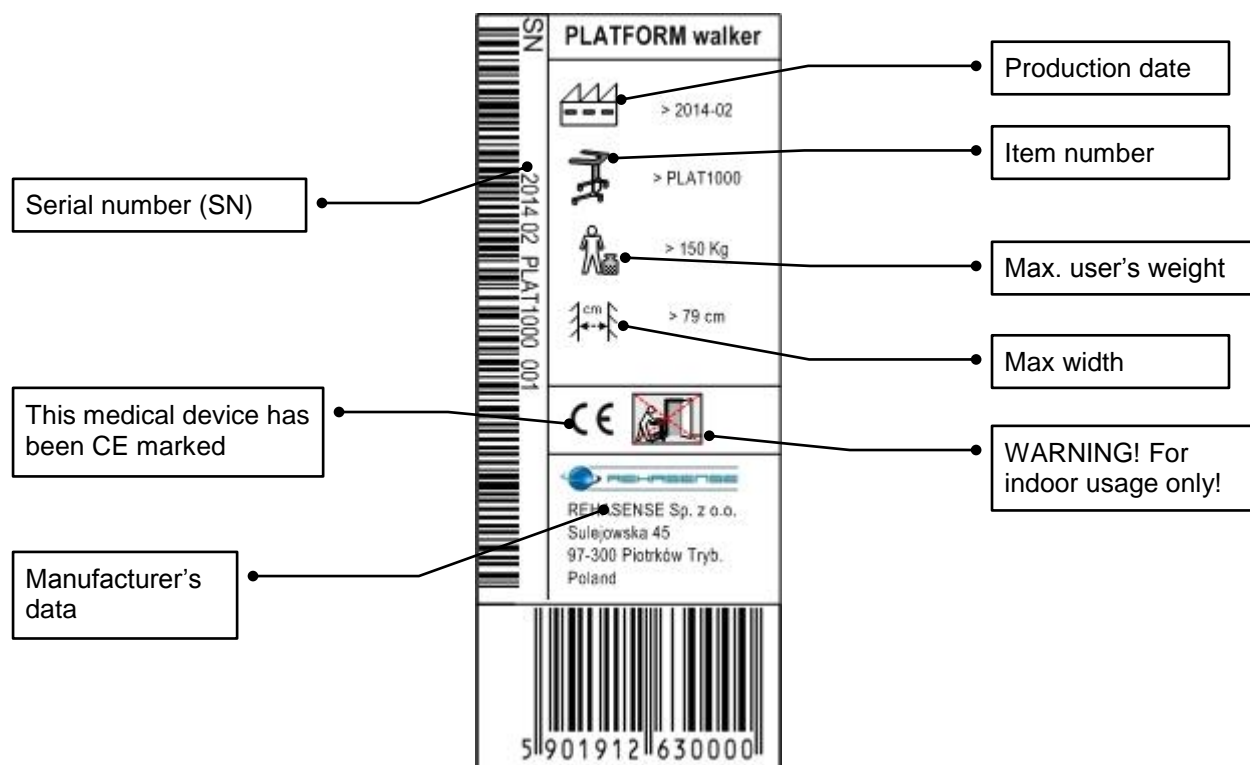 SN
2014 02 PLAT1000 001
PLATFORM walker
> 2014-02
> PLAT1000
> 150 Kg
cm
> 79 cm
CE
REHASENSE
REHASENSE Sp. z o.o.
Sulejowska 45
97-300 Piotrków Tryb.
Poland
5 901912 630000
Serial number (SN)
This medical device has
been CE marked
Manufacturer's
data
Production date
Item number
Max. user's weight
Max width
WARNING! For
indoor usage only!